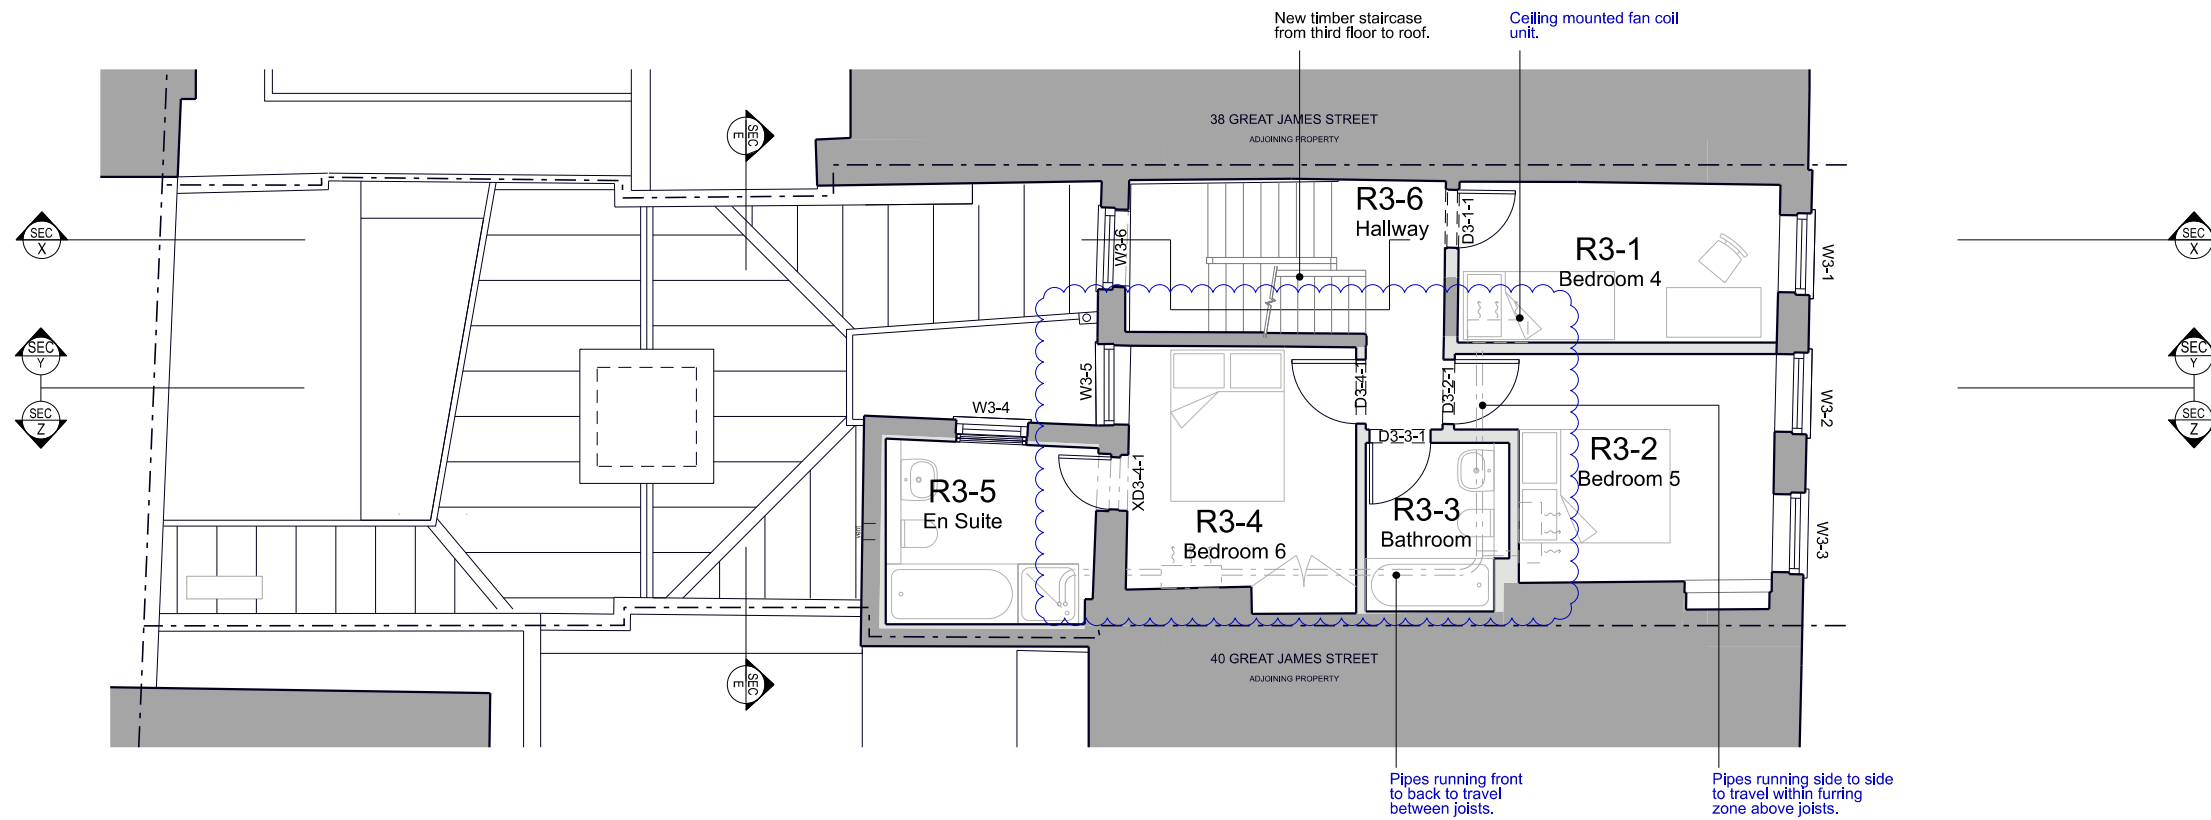 New timber staircase
from third floor to roof.
Ceiling mounted fan coil
unit.
38 GREAT JAMES STREET
ADJOINING PROPERTY
SEC
E
SEC
X
SEC
X
R3-6
Hallway
D3-1-1
W3-6
R3-1
Bedroom 4
W3-1
SEC
Y
SEC
Z
SEC
Y
SEC
Z
W3-5
D3-4-1
D3-2-1
W3-2
W3-4
D3-3-1
XD3-4-1
R3-5
En Suite
R3-4
Bedroom 6
R3-3
Bathroom
R3-2
Bedroom 5
W3-3
40 GREAT JAMES STREET
ADJOINING PROPERTY
SEC
E
Pipes running front
to back to travel
between joists.
Pipes running side to side
to travel within furring
zone above joists.